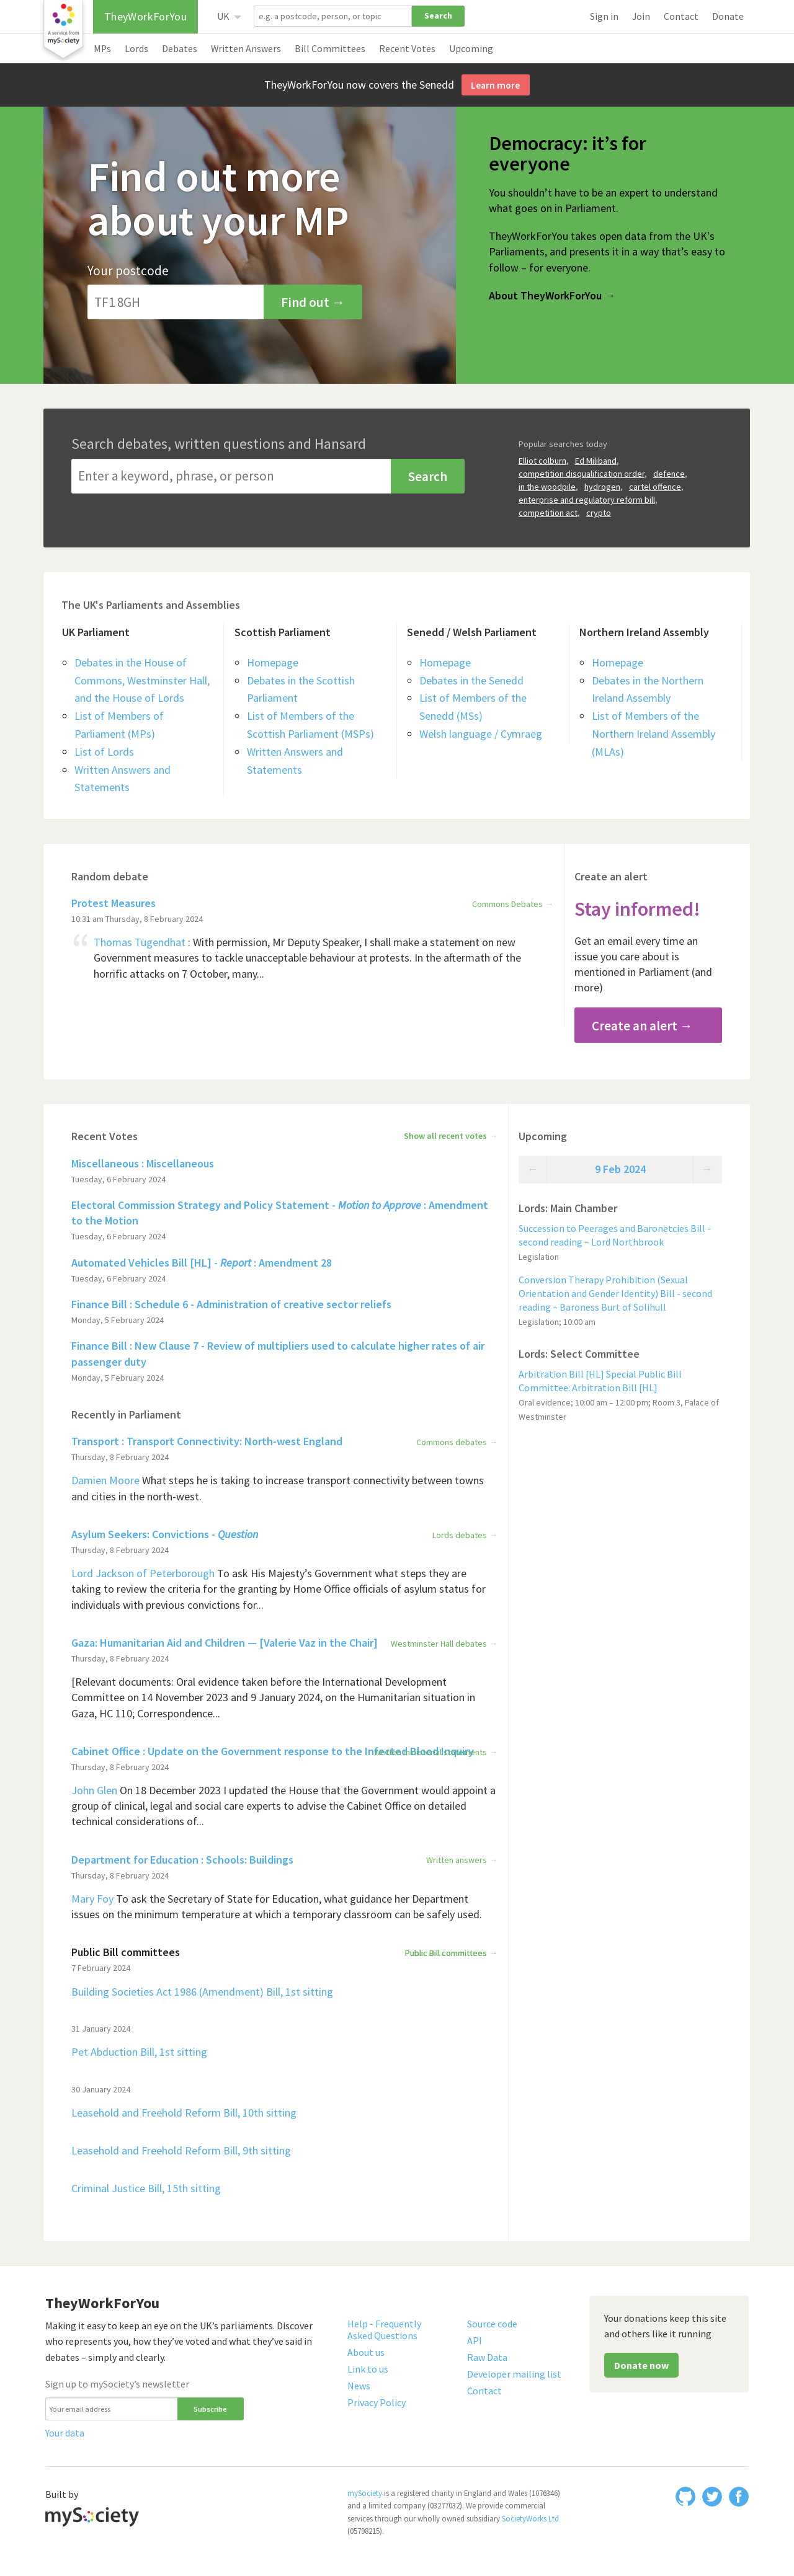 A service from
mySociety
TheyWorkForYou
UK
e.g. a postcode, person, or topic
Search
Sign in
Join
Contact
Donate
MPs
Lords
Debates
Written Answers
Bill Committees
Recent Votes
Upcoming
TheyWorkForYou now covers the Senedd
Learn more
Find out more
about your MP
Your postcode
TF1 8GH
Find out →
Democracy: it’s for
everyone
You shouldn’t have to be an expert to understand
what goes on in Parliament.
TheyWorkForYou takes open data from the UK’s
Parliaments, and presents it in a way that’s easy to
follow – for everyone.
About TheyWorkForYou →
Search debates, written questions and Hansard
Enter a keyword, phrase, or person
Search
Popular searches today
Elliot colburn, Ed Miliband,
competition disqualification order, defence,
in the woodpile, hydrogen, cartel offence,
enterprise and regulatory reform bill,
competition act, crypto
The UK's Parliaments and Assemblies
UK Parliament
Debates in the House of
Commons, Westminster Hall,
and the House of Lords
List of Members of
Parliament (MPs)
List of Lords
Written Answers and
Statements
Scottish Parliament
Homepage
Debates in the Scottish
Parliament
List of Members of the
Scottish Parliament (MSPs)
Written Answers and
Statements
Senedd / Welsh Parliament
Homepage
Debates in the Senedd
List of Members of the
Senedd (MSs)
Welsh language / Cymraeg
Northern Ireland Assembly
Homepage
Debates in the Northern
Ireland Assembly
List of Members of the
Northern Ireland Assembly
(MLAs)
Random debate
Protest Measures
Commons Debates →
10:31 am Thursday, 8 February 2024
“ Thomas Tugendhat : With permission, Mr Deputy Speaker, I shall make a statement on new
Government measures to tackle unacceptable behaviour at protests. In the aftermath of the
horrific attacks on 7 October, many...
Create an alert
Stay informed!
Get an email every time an
issue you care about is
mentioned in Parliament (and
more)
Create an alert →
Recent Votes
Show all recent votes →
Miscellaneous : Miscellaneous
Tuesday, 6 February 2024
Electoral Commission Strategy and Policy Statement - Motion to Approve : Amendment
to the Motion
Tuesday, 6 February 2024
Automated Vehicles Bill [HL] - Report : Amendment 28
Tuesday, 6 February 2024
Finance Bill : Schedule 6 - Administration of creative sector reliefs
Monday, 5 February 2024
Finance Bill : New Clause 7 - Review of multipliers used to calculate higher rates of air
passenger duty
Monday, 5 February 2024
Recently in Parliament
Transport : Transport Connectivity: North-west England
Commons debates →
Thursday, 8 February 2024
Damien Moore What steps he is taking to increase transport connectivity between towns
and cities in the north-west.
Asylum Seekers: Convictions - Question
Lords debates →
Thursday, 8 February 2024
Lord Jackson of Peterborough To ask His Majesty’s Government what steps they are
taking to review the criteria for the granting by Home Office officials of asylum status for
individuals with previous convictions for...
Gaza: Humanitarian Aid and Children — [Valerie Vaz in the Chair]
Westminster Hall debates →
Thursday, 8 February 2024
[Relevant documents: Oral evidence taken before the International Development
Committee on 14 November 2023 and 9 January 2024, on the Humanitarian situation in
Gaza, HC 110; Correspondence...
Cabinet Office : Update on the Government response to the Infected Blood Inquiry
Thursday, 8 February 2024
John Glen On 18 December 2023 I updated the House that the Government would appoint a
group of clinical, legal and social care experts to advise the Cabinet Office on detailed
technical considerations of...
Department for Education : Schools: Buildings
Written answers →
Thursday, 8 February 2024
Mary Foy To ask the Secretary of State for Education, what guidance her Department
issues on the minimum temperature at which a temporary classroom can be safely used.
Public Bill committees
Public Bill committees →
7 February 2024
Building Societies Act 1986 (Amendment) Bill, 1st sitting
31 January 2024
Pet Abduction Bill, 1st sitting
30 January 2024
Leasehold and Freehold Reform Bill, 10th sitting
Leasehold and Freehold Reform Bill, 9th sitting
Criminal Justice Bill, 15th sitting
Upcoming
← 9 Feb 2024 →
Lords: Main Chamber
Succession to Peerages and Baronetcies Bill -
second reading – Lord Northbrook
Legislation
Conversion Therapy Prohibition (Sexual
Orientation and Gender Identity) Bill - second
reading – Baroness Burt of Solihull
Legislation; 10:00 am
Lords: Select Committee
Arbitration Bill [HL] Special Public Bill
Committee: Arbitration Bill [HL]
Oral evidence; 10:00 am – 12:00 pm; Room 3, Palace of
Westminster
TheyWorkForYou
Making it easy to keep an eye on the UK’s parliaments. Discover
who represents you, how they’ve voted and what they’ve said in
debates – simply and clearly.
Sign up to mySociety’s newsletter
Your email address
Subscribe
Your data
Help - Frequently
Asked Questions
About us
Link to us
News
Privacy Policy
Source code
API
Raw Data
Developer mailing list
Contact
Your donations keep this site
and others like it running
Donate now
Built by
mySociety
mySociety is a registered charity in England and Wales (1076346)
and a limited company (03277032). We provide commercial
services through our wholly owned subsidiary SocietyWorks Ltd
(05798215).